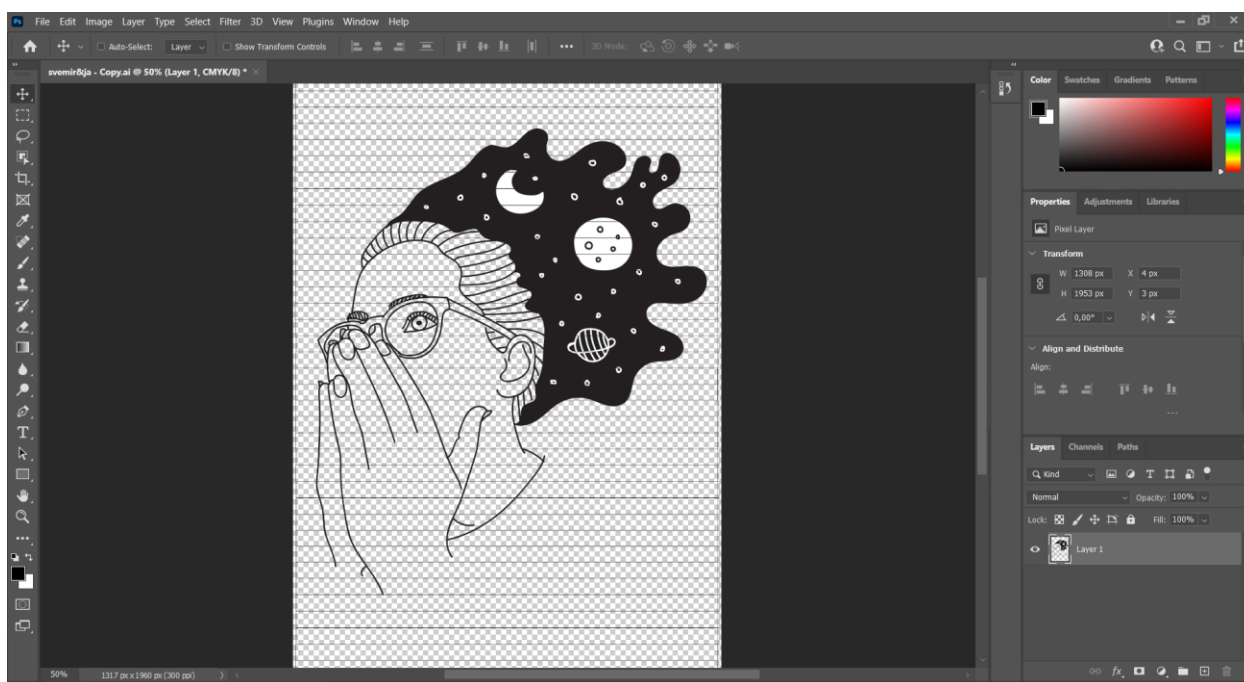 Ps File Edit Image Layer Type Select Filter 3D View Plugins Window Help
Auto-Select: Layer Show Transform Controls 3D Mode:
svemir&ja - Copy.ai @ 50% (Layer 1, CMYK/8) *
Color Swatches Gradients Patterns
Properties Adjustments Libraries
Pixel Layer
Transform
W 1308 px X 4 px
H 1953 px Y 3 px
0,00°
Align and Distribute
Align:
Layers Channels Paths
Kind
Normal Opacity: 100%
Lock: Fill: 100%
Layer 1
50% 1317 px x 1960 px (300 ppi)